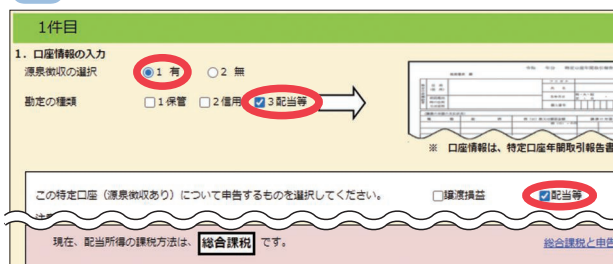 1件目
1. 口座情報の入力
源泉徴収の選択 1 有 2 無
勘定の種類 1 保管 2 信用 3 配当等
※ 口座情報は、特定口座年間取引報告書
この特定口座（源泉徴収あり）について申告するものを選択してください。 譲渡損益 配当等
現在、配当所得の課税方法は、 総合課税 です。 総合課税と申告